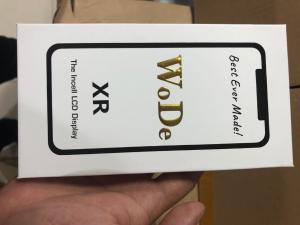 Best Ever Made!
WoDe
XR
The Incell LCD Display